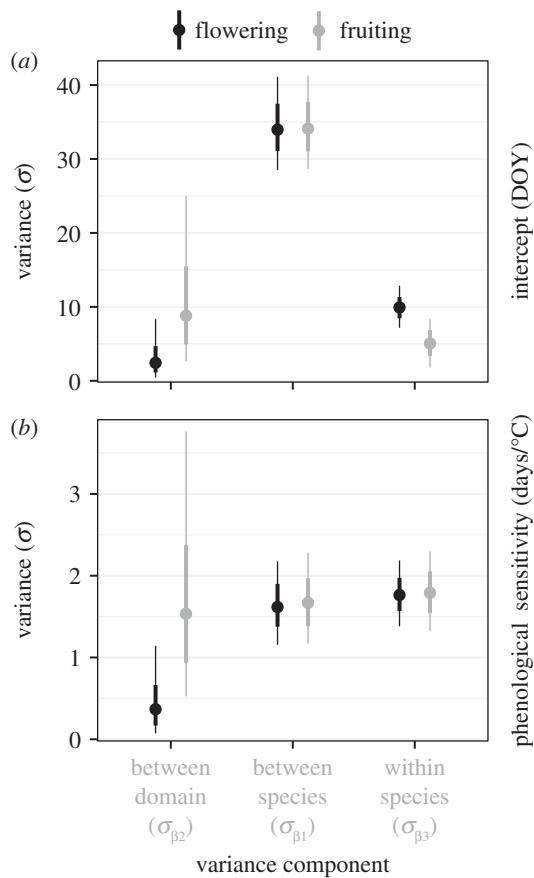 flowering fruiting
(a)
40
30
20
10
0
variance (σ)
intercept (DOY)
(b)
3
2
1
0
variance (σ)
phenological sensitivity (days/°C)
between between within
domain species species
(σβ2) (σβ1) (σβ3)
variance component